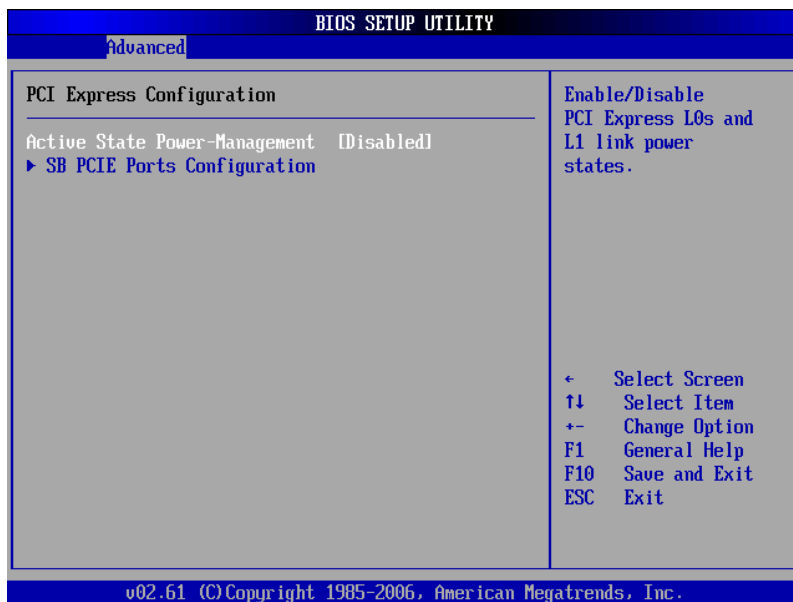 BIOS SETUP UTILITY
Advanced
PCI Express Configuration
Active State Power-Management [Disabled]
▶ SB PCIE Ports Configuration
Enable/Disable
PCI Express L0s and
L1 link power
states.
← Select Screen
↑↓ Select Item
+- Change Option
F1 General Help
F10 Save and Exit
ESC Exit
v02.61 (C)Copyright 1985-2006, American Megatrends, Inc.